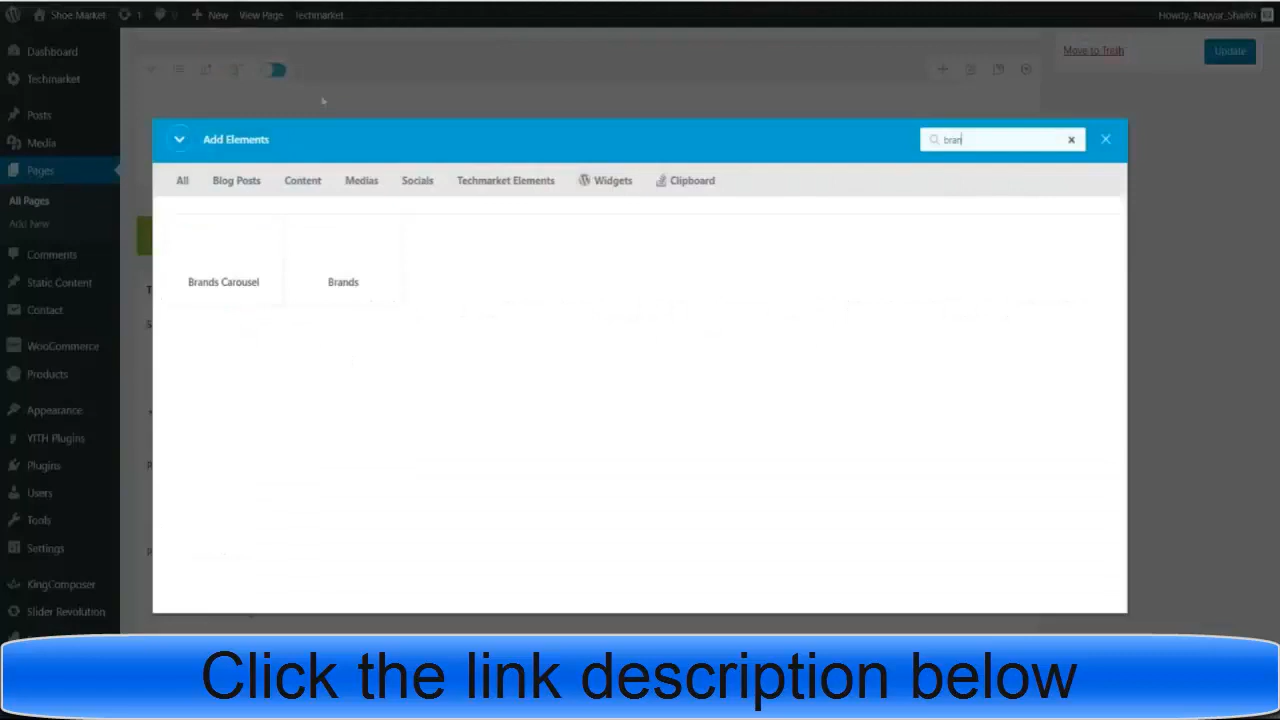 Shoe Market 1 New View Page Techmarket Howdy, Nayyar_Shaikh
Dashboard
Techmarket
Posts
Media
Pages
All Pages
Add New
Comments
Static Content
Contact
WooCommerce
Products
Appearance
YITH Plugins
Plugins
Users
Tools
Settings
KingComposer
Slider Revolution
Move to Trash Update
Add Elements bran
All Blog Posts Content Medias Socials Techmarket Elements Widgets Clipboard
Brands Carousel Brands
Click the link description below